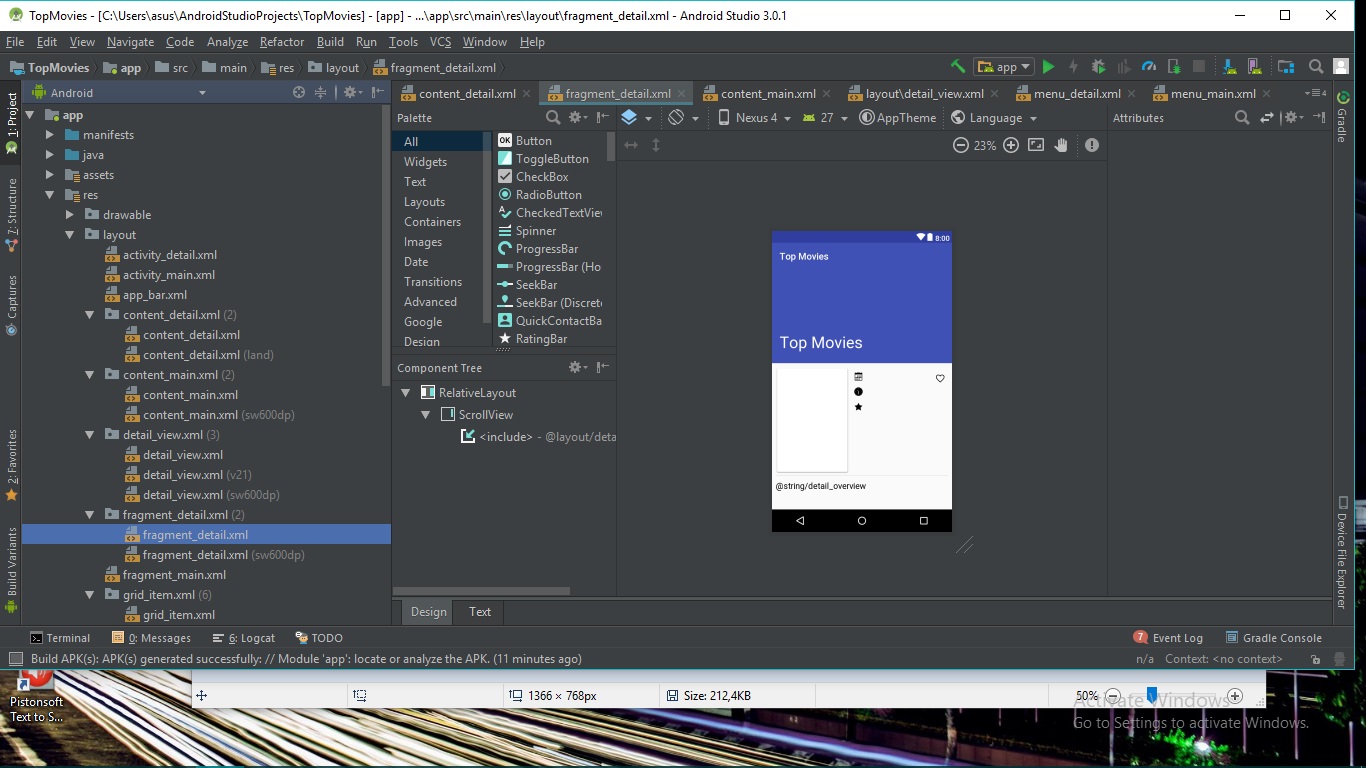 TopMovies - [C:\Users\asus\AndroidStudioProjects\TopMovies] - [app] - ...\app\src\main\res\layout\fragment_detail.xml - Android Studio 3.0.1
File Edit View Navigate Code Analyze Refactor Build Run Tools VCS Window Help
TopMovies app src main res layout fragment_detail.xml app
Android
content_detail.xml fragment_detail.xml content_main.xml layout\detail_view.xml menu_detail.xml menu_main.xml
4
1: Project
7: Structure
Captures
2: Favorites
Build Variants
app
manifests
java
assets
res
drawable
layout
activity_detail.xml
activity_main.xml
app_bar.xml
content_detail.xml (2)
content_detail.xml
content_detail.xml (land)
content_main.xml (2)
content_main.xml
content_main.xml (sw600dp)
detail_view.xml (3)
detail_view.xml
detail_view.xml (v21)
detail_view.xml (sw600dp)
fragment_detail.xml (2)
fragment_detail.xml
fragment_detail.xml (sw600dp)
fragment_main.xml
grid_item.xml (6)
grid_item.xml
Palette
All
Widgets
Text
Layouts
Containers
Images
Date
Transitions
Advanced
Google
Design
OK Button
ToggleButton
CheckBox
RadioButton
CheckedTextVie
Spinner
ProgressBar
ProgressBar (Ho
SeekBar
SeekBar (Discrete
QuickContactBa
RatingBar
Component Tree
RelativeLayout
ScrollView
<include> - @layout/deta
Nexus 4 27 AppTheme Language
23%
8:00
Top Movies
Top Movies
@string/detail_overview
Attributes
Gradle
Device File Explorer
Design Text
Terminal 0: Messages 6: Logcat TODO 7 Event Log Gradle Console
Build APK(s): APK(s) generated successfully: // Module 'app': locate or analyze the APK. (11 minutes ago) n/a Context: <no context>
Pistonsoft
Text to S...
1366 × 768px Size: 212,4KB 50%
Activate Windows
Go to Settings to activate Windows.